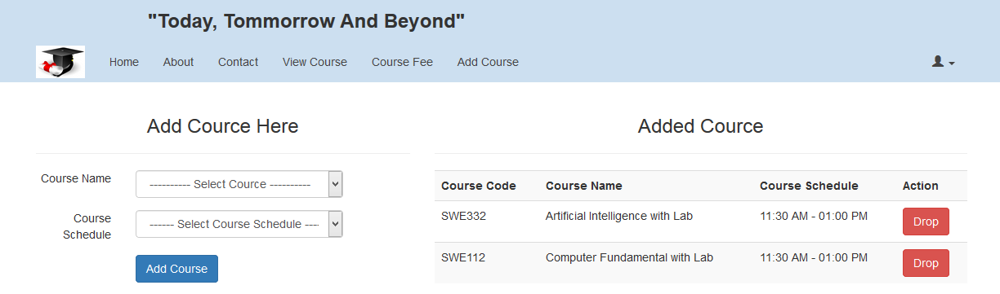 "Today, Tommorrow And Beyond"
Home About Contact View Course Course Fee Add Course
Add Cource Here
Course Name ---------- Select Cource ----------
Course
Schedule ------ Select Course Schedule ----
Add Course
Added Cource
Course Code Course Name Course Schedule Action
SWE332 Artificial Intelligence with Lab 11:30 AM - 01:00 PM Drop
SWE112 Computer Fundamental with Lab 11:30 AM - 01:00 PM Drop